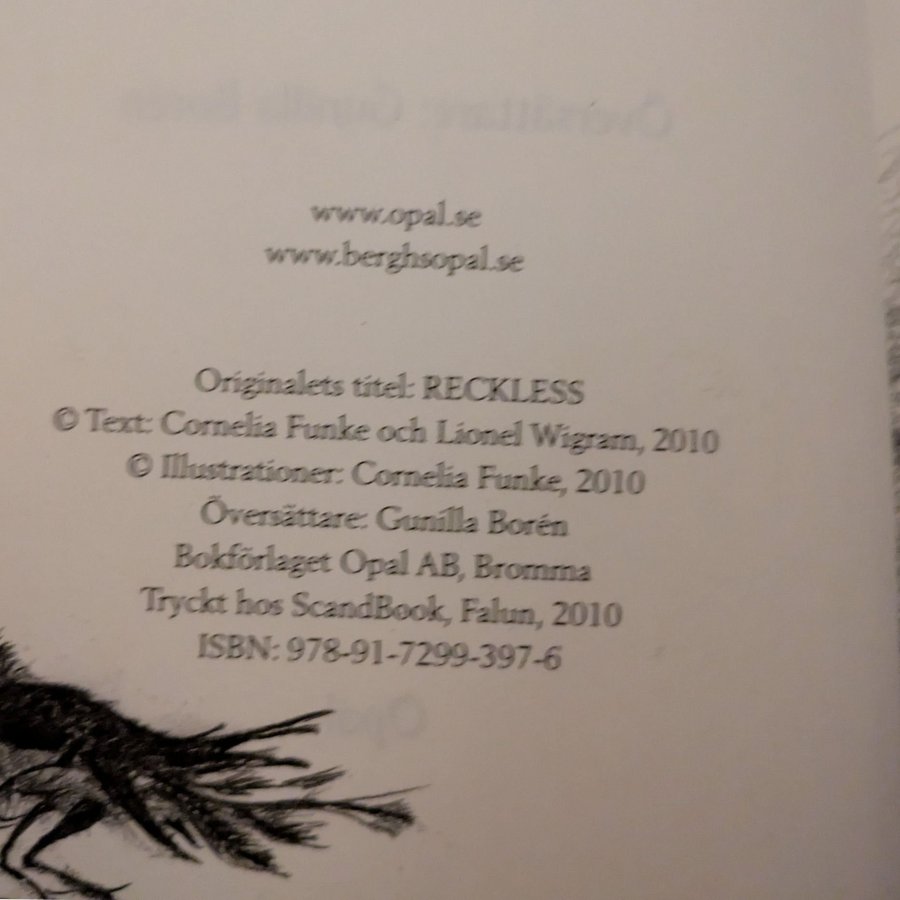 www.opal.se
www.berghsopal.se
Originalets titel: RECKLESS
© Text: Cornelia Funke och Lionel Wigram, 2010
© Illustrationer: Cornelia Funke, 2010
Översättare: Gunilla Borén
Bokförlaget Opal AB, Bromma
Tryckt hos ScandBook, Falun, 2010
ISBN: 978-91-7299-397-6